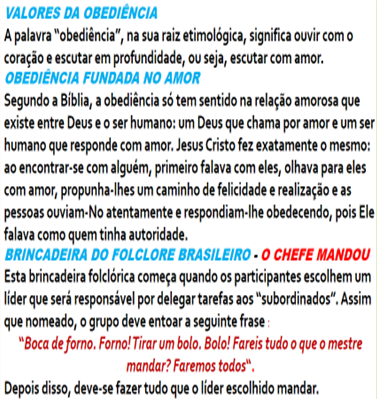 VALORES DA OBEDIÊNCIA
A palavra "obediência", na sua raiz etimológica, significa ouvir com o
coração e escutar em profundidade, ou seja, escutar com amor.
OBEDIÊNCIA FUNDADA NO AMOR
Segundo a Bíblia, a obediência só tem sentido na relação amorosa que
existe entre Deus e o ser humano: um Deus que chama por amor e um ser
humano que responde com amor. Jesus Cristo fez exatamente o mesmo:
ao encontrar-se com alguém, primeiro falava com eles, olhava para eles
com amor, propunha-lhes um caminho de felicidade e realização e as
pessoas ouviam-No atentamente e respondiam-lhe obedecendo, pois Ele
falava como quem tinha autoridade.
BRINCADEIRA DO FOLCLORE BRASILEIRO - O CHEFE MANDOU
Esta brincadeira folclórica começa quando os participantes escolhem um
líder que será responsável por delegar tarefas aos "subordinados". Assim
que nomeado, o grupo deve entoar a seguinte frase :
"Boca de forno. Forno! Tirar um bolo. Bolo! Fareis tudo o que o mestre
mandar? Faremos todos".
Depois disso, deve-se fazer tudo que o líder escolhido mandar.